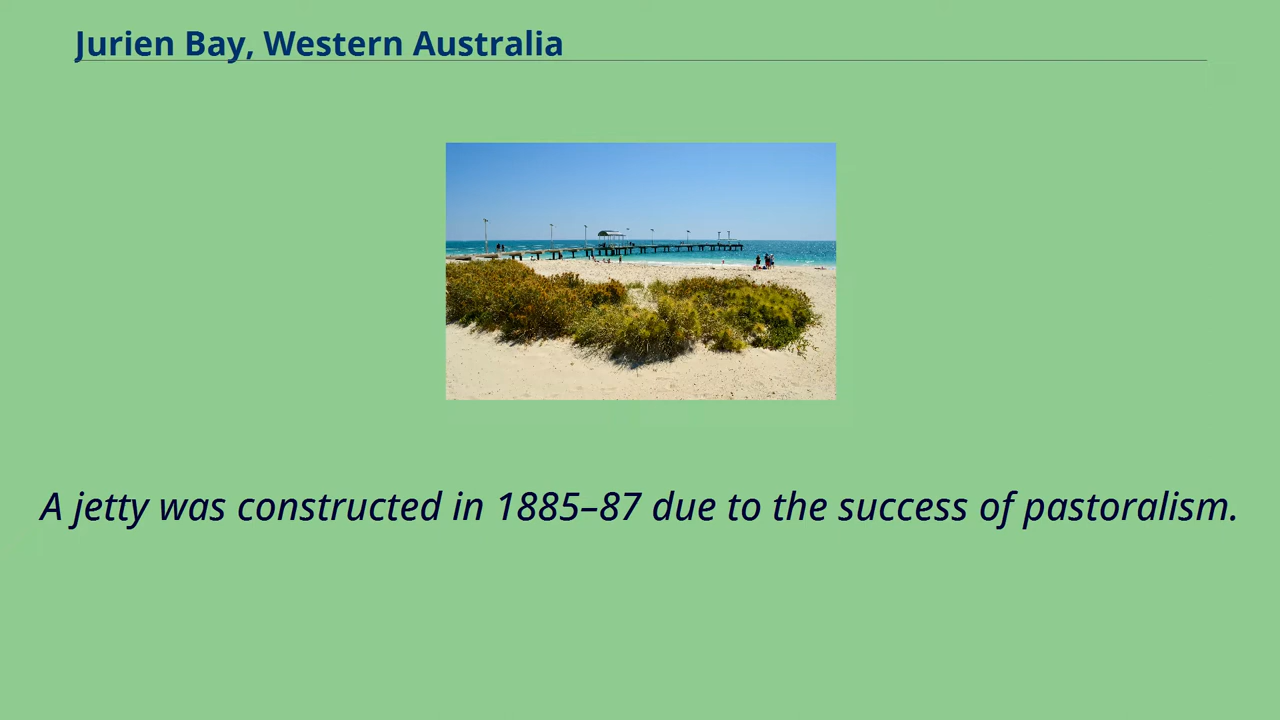 Jurien Bay, Western Australia
A jetty was constructed in 1885–87 due to the success of pastoralism.